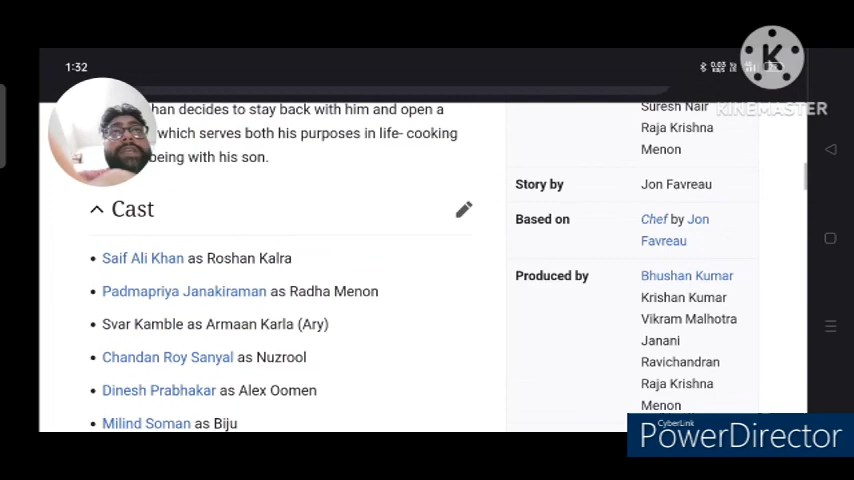 1:32
K
KINEMASTER
han decides to stay back with him and open a
which serves both his purposes in life- cooking
being with his son.
Cast
• Saif Ali Khan as Roshan Kalra
• Padmapriya Janakiraman as Radha Menon
• Svar Kamble as Armaan Karla (Ary)
• Chandan Roy Sanyal as Nuzrool
• Dinesh Prabhakar as Alex Oomen
• Milind Soman as Biju
Suresh Nair
Raja Krishna
Menon
Story by Jon Favreau
Based on Chef by Jon
Favreau
Produced by Bhushan Kumar
Krishan Kumar
Vikram Malhotra
Janani
Ravichandran
Raja Krishna
Menon
CyberLink
PowerDirector